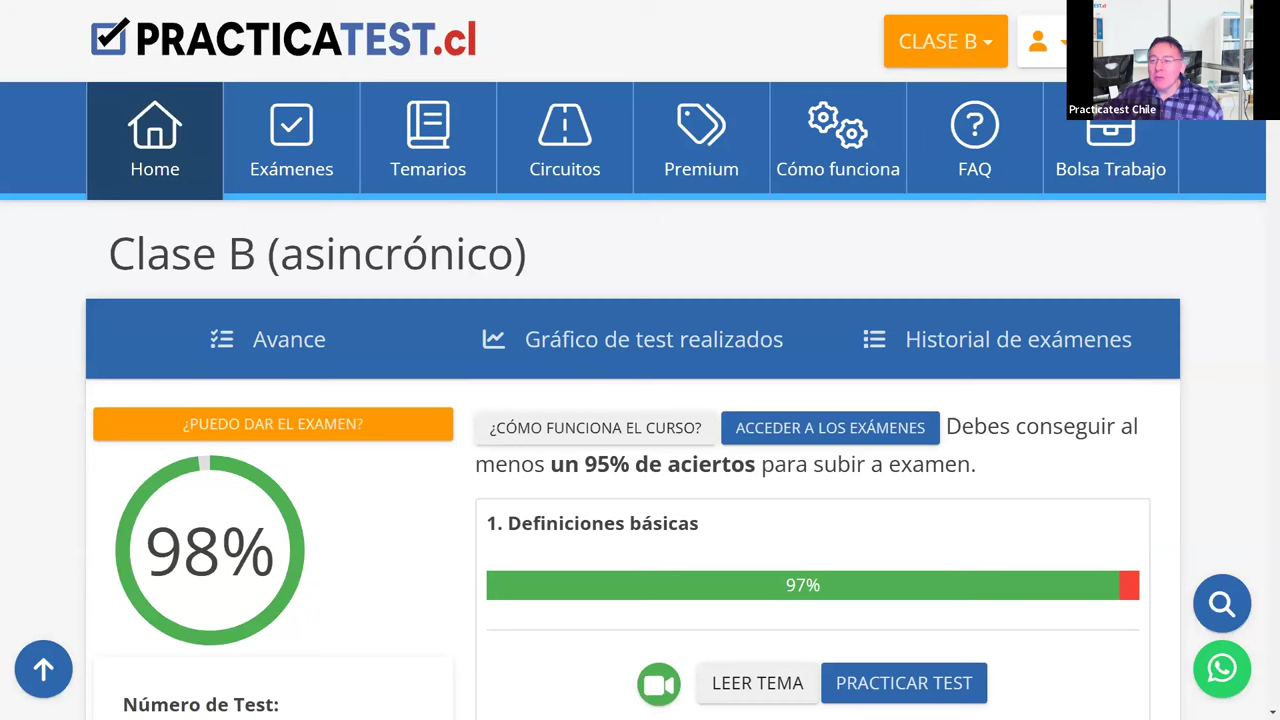 PRACTICATEST.cl
CLASE B
Practicatest Chile
Home
Exámenes
Temarios
Circuitos
Premium
Cómo funciona
FAQ
Bolsa Trabajo
Clase B (asincrónico)
Avance
Gráfico de test realizados
Historial de exámenes
¿PUEDO DAR EL EXAMEN?
98%
Número de Test:
¿CÓMO FUNCIONA EL CURSO? ACCEDER A LOS EXÁMENES Debes conseguir al
menos un 95% de aciertos para subir a examen.
1. Definiciones básicas
97%
LEER TEMA
PRACTICAR TEST